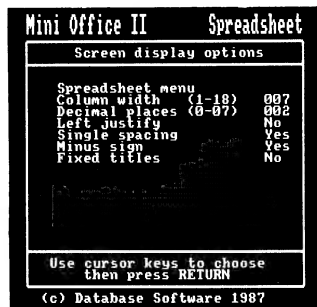 Mini Office II Spreadsheet
Screen display options
Spreadsheet menu
Column width (1-18) 007
Decimal places (0-07) 002
Left justify No
Single spacing Yes
Minus sign Yes
Fixed titles No
Use cursor keys to choose
then press RETURN
(c) Database Software 1987